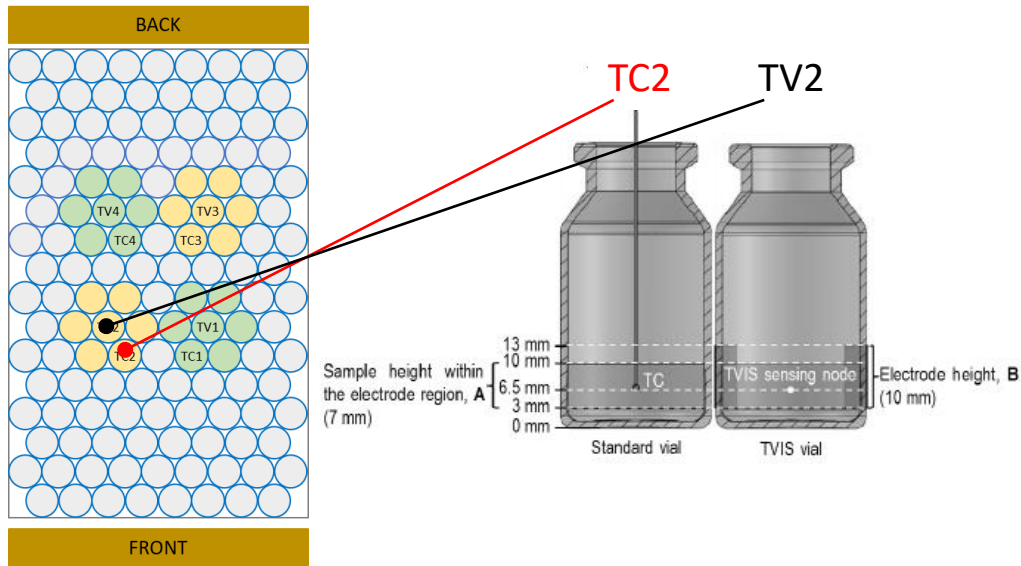 BACK
TC2
TV2
TV4
TV3
TC4
TC3
2
TV1
TC2
TC1
FRONT
13 mm
10 mm
6.5 mm
3 mm
0 mm
Sample height within
the electrode region, A
(7 mm)
TC
TVIS sensing node
Electrode height, B
(10 mm)
Standard vial
TVIS vial